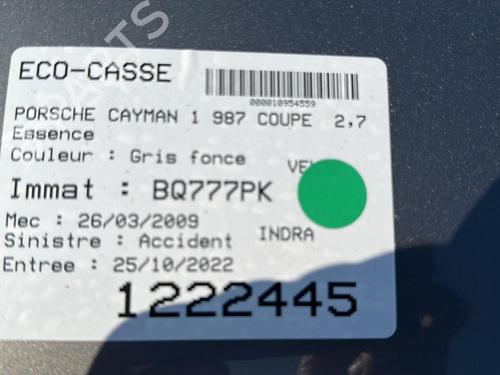 ECO-CASSE
000010954559
PORSCHE CAYMAN 1 987 COUPE 2,7
Essence
Couleur : Gris fonce
Immat : BQ777PK
Mec : 26/03/2009
Sinistre : Accident INDRA
Entree : 25/10/2022
1222445